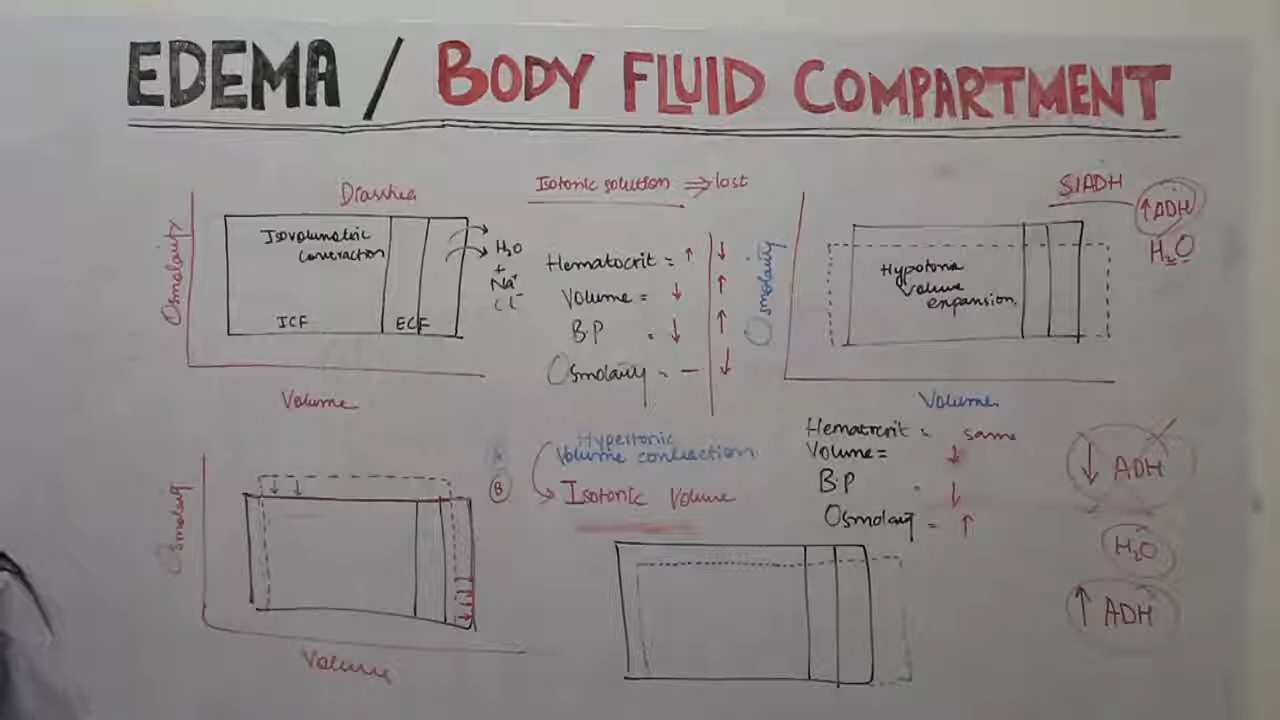 EDEMA / BODY FLUID COMPARTMENT
Diarrhea
Isotonic solution ⇒ lost
SIADH
↑ADH
H₂O
Osmolarity
Isovolumetric
contraction
ICF
ECF
H₂O
+
Na⁺
Cl⁻
Volume
Hematocrit = ↑ ↓
Volume = ↓ ↑
B.P = ↓ ↑
Osmolarity = – ↓
Osmolarity
Hypotonic
volume
expansion.
Volume
Hypertonic
Volume contraction
B
Isotonic Volume
Hematocrit = same
Volume = ↓
B.P = ↓
Osmolarity = ↑
↓ ADH
H₂O
↑ ADH
Osmolarity
Volume